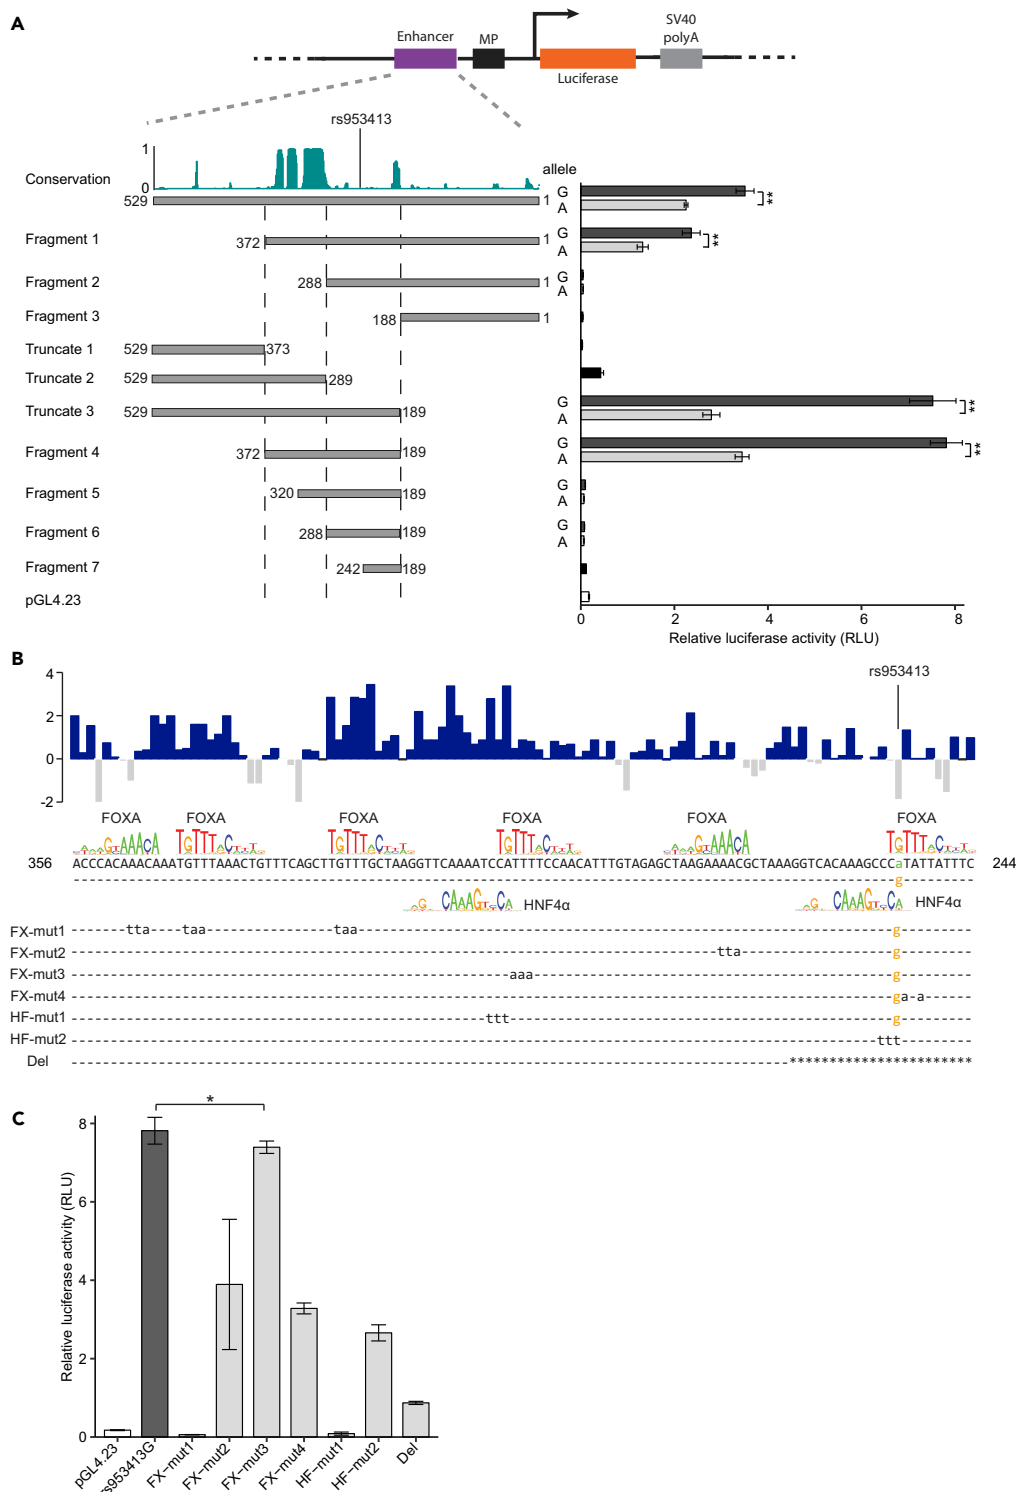 A
Enhancer
MP
SV40
polyA
Luciferase
rs953413
1
Conservation
0
allele
529
1
G
A
**
Fragment 1
372
1
G
A
**
Fragment 2
288
1
G
A
Fragment 3
188
1
Truncate 1
529
373
Truncate 2
529
289
Truncate 3
529
189
G
A
**
Fragment 4
372
189
G
A
**
Fragment 5
320
189
G
A
Fragment 6
288
189
G
A
Fragment 7
242
189
pGL4.23
0 2 4 6 8
Relative luciferase activity (RLU)
B
rs953413
4
2
0
-2
FOXA FOXA FOXA FOXA FOXA FOXA
356 ACCCACAAACAAATGTTTAAACTGTTTCAGCTTGTTTGCTAAGGTTCAAAATCCATTTTTCCAACATTTGTAGAGCTAAGAAAACGCTAAAGGTCACAAAGCCCaTATTATTTC 244
g
HNF4α HNF4α
FX-mut1 tta taa taa g
FX-mut2 tta g
FX-mut3 aaa g
FX-mut4 ga a
HF-mut1 ttt g
HF-mut2 ttt
Del ***********************
C
*
8
6
4
2
0
Relative luciferase activity (RLU)
pGL4.23
rs953413G
FX-mut1
FX-mut2
FX-mut3
FX-mut4
HF-mut1
HF-mut2
Del